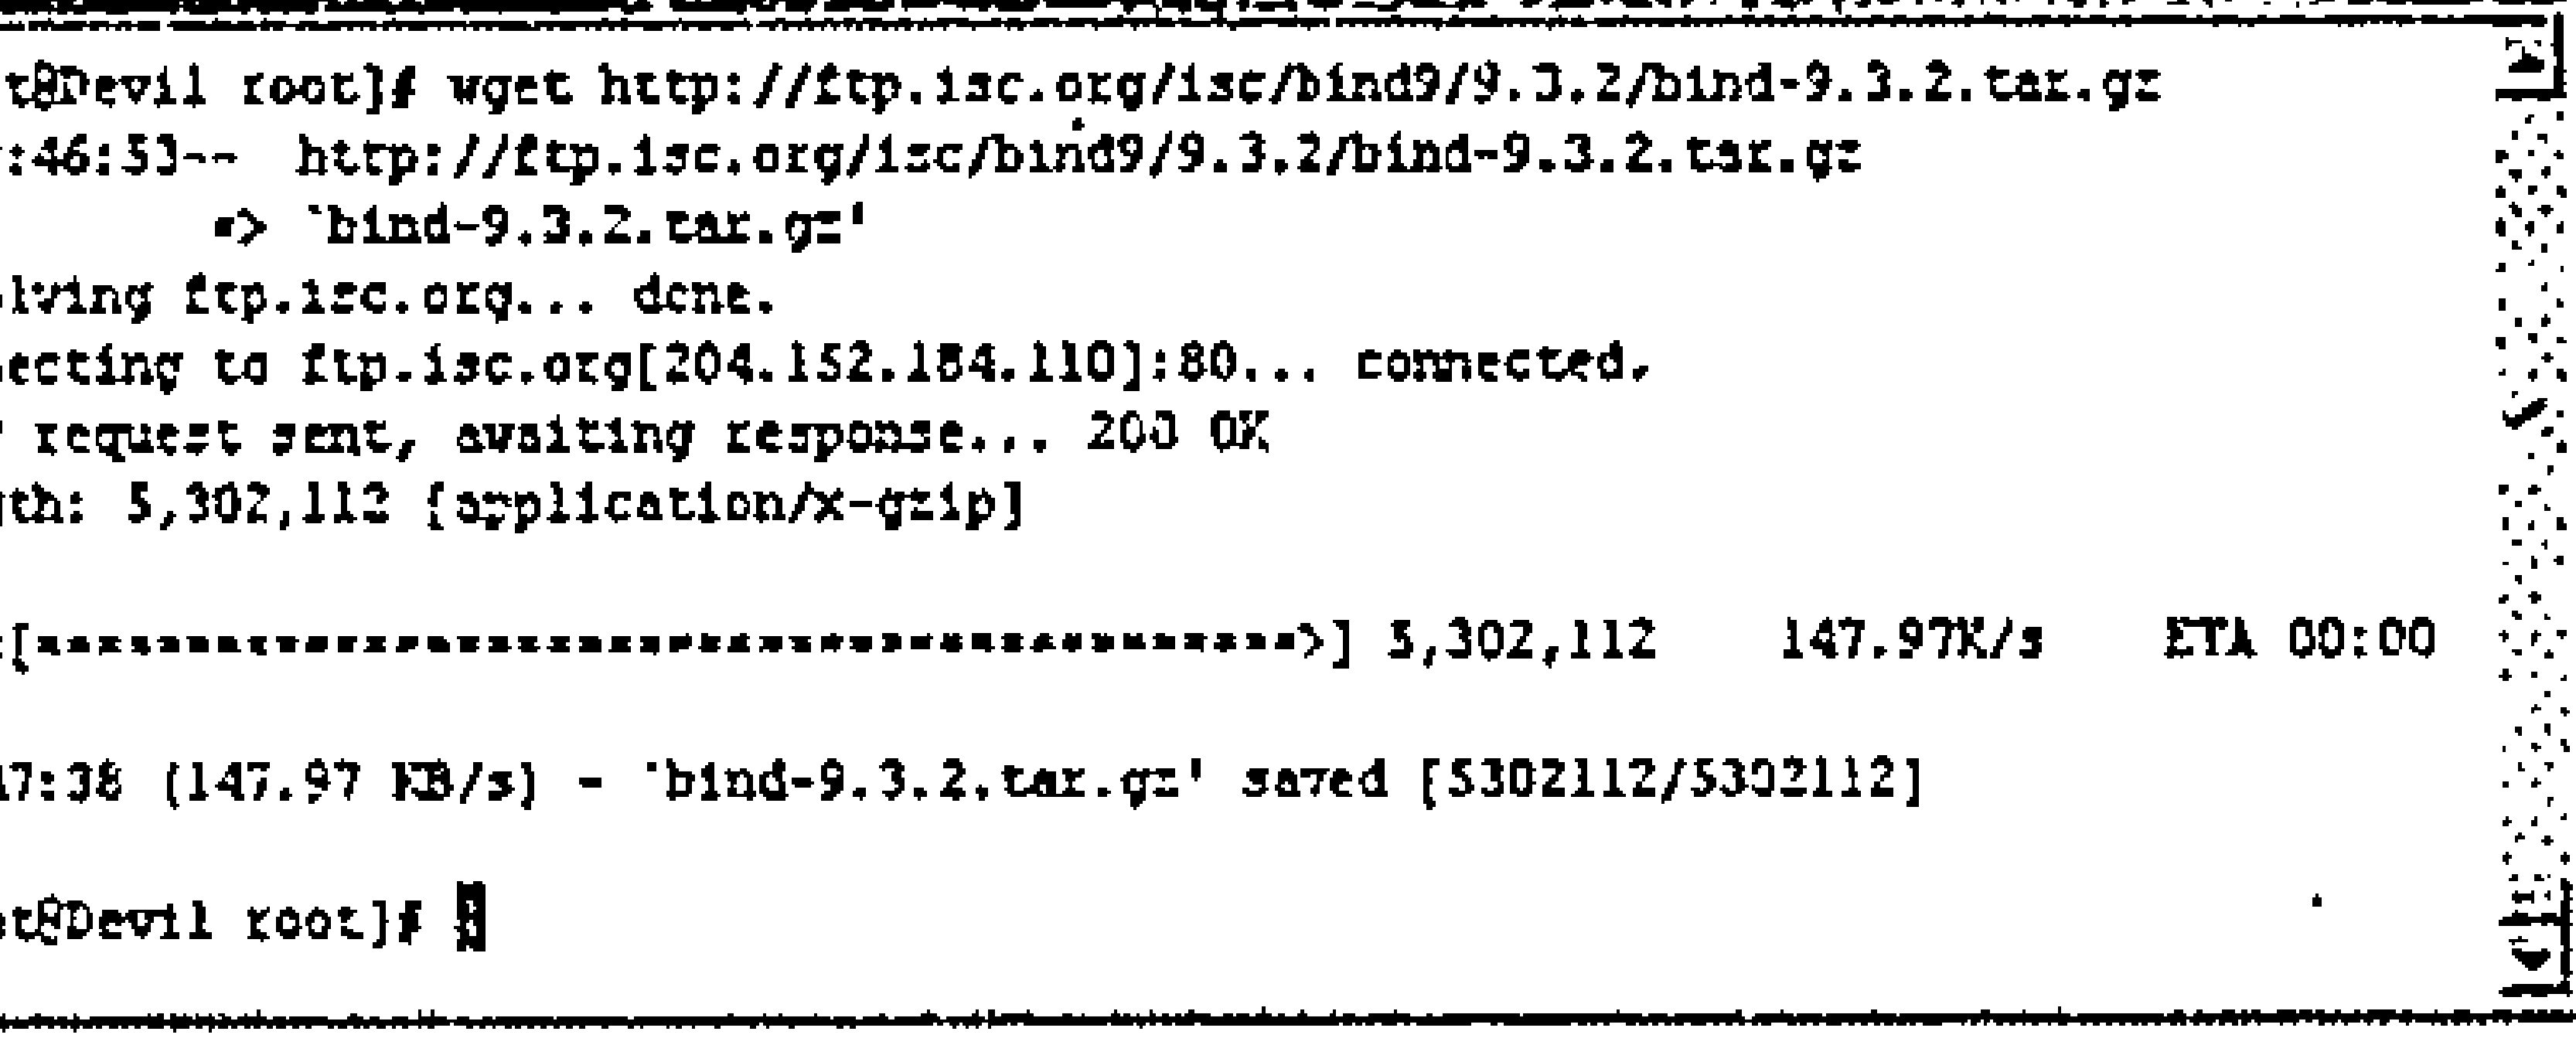 t@Devil root]# wget http://ftp.isc.org/isc/bind9/9.3.2/bind-9.3.2.tar.gz
:46:53-- http://ftp.isc.org/isc/bind9/9.3.2/bind-9.3.2.tar.gz
=> `bind-9.3.2.tar.gz'
lving ftp.isc.org... done.
ecting to ftp.isc.org[204.152.184.110]:80... connected.
request sent, awaiting response... 200 OK
gth: 5,302,112 [application/x-gzip]
[==========================================>] 5,302,112 147.97K/s ETA 00:00
47:38 (147.97 KB/s) - `bind-9.3.2.tar.gz' saved [5302112/5302112]
ot@Devil root]#